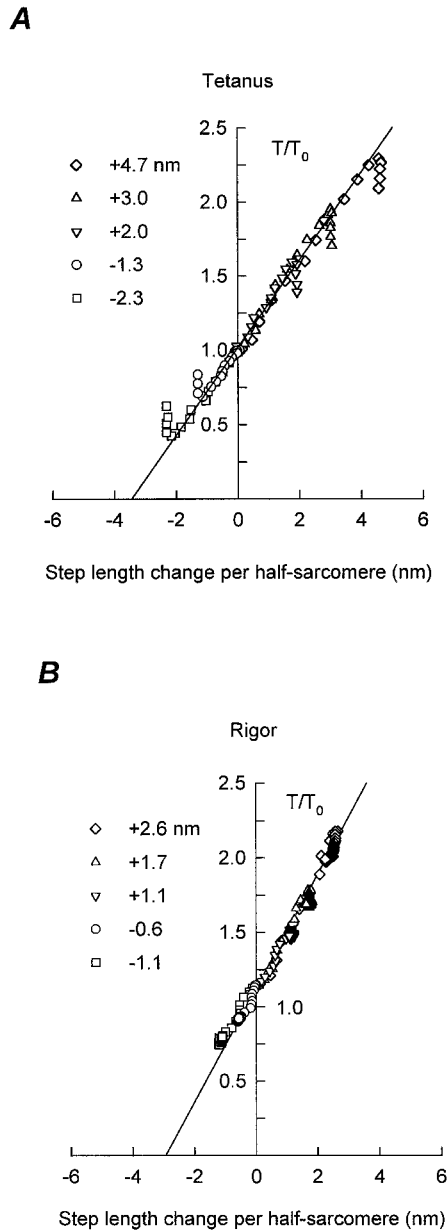 A
Tetanus
T/T0
2.5
2.0
1.5
1.0
0.5
+4.7 nm
+3.0
+2.0
-1.3
-2.3
-6 -4 -2 0 2 4 6
Step length change per half-sarcomere (nm)
B
Rigor
T/T0
2.5
2.0
1.5
1.0
0.5
+2.6 nm
+1.7
+1.1
-0.6
-1.1
-6 -4 -2 0 2 4 6
Step length change per half-sarcomere (nm)